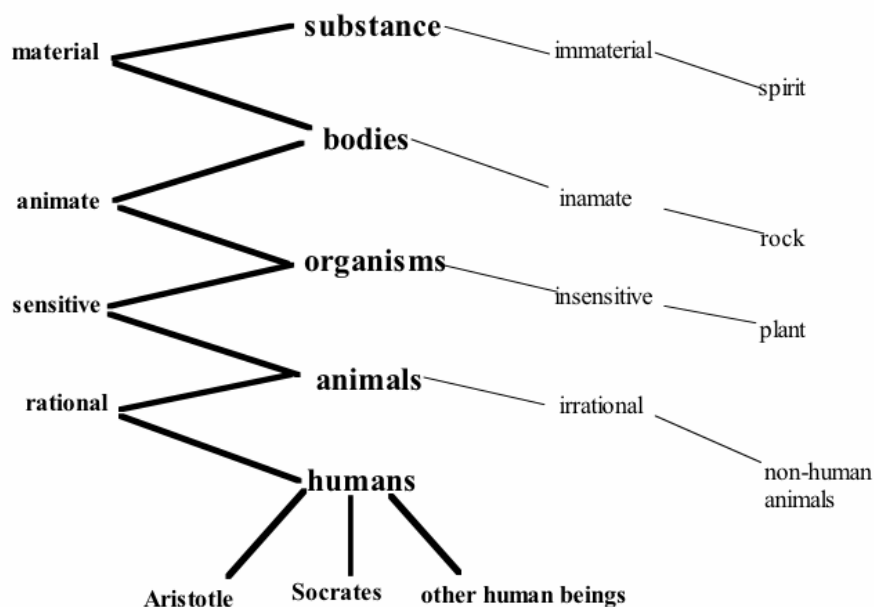 substance
material
immaterial
spirit
bodies
animate
inamate
rock
organisms
sensitive
insensitive
plant
animals
rational
irrational
humans
non-human
animals
Aristotle
Socrates
other human beings